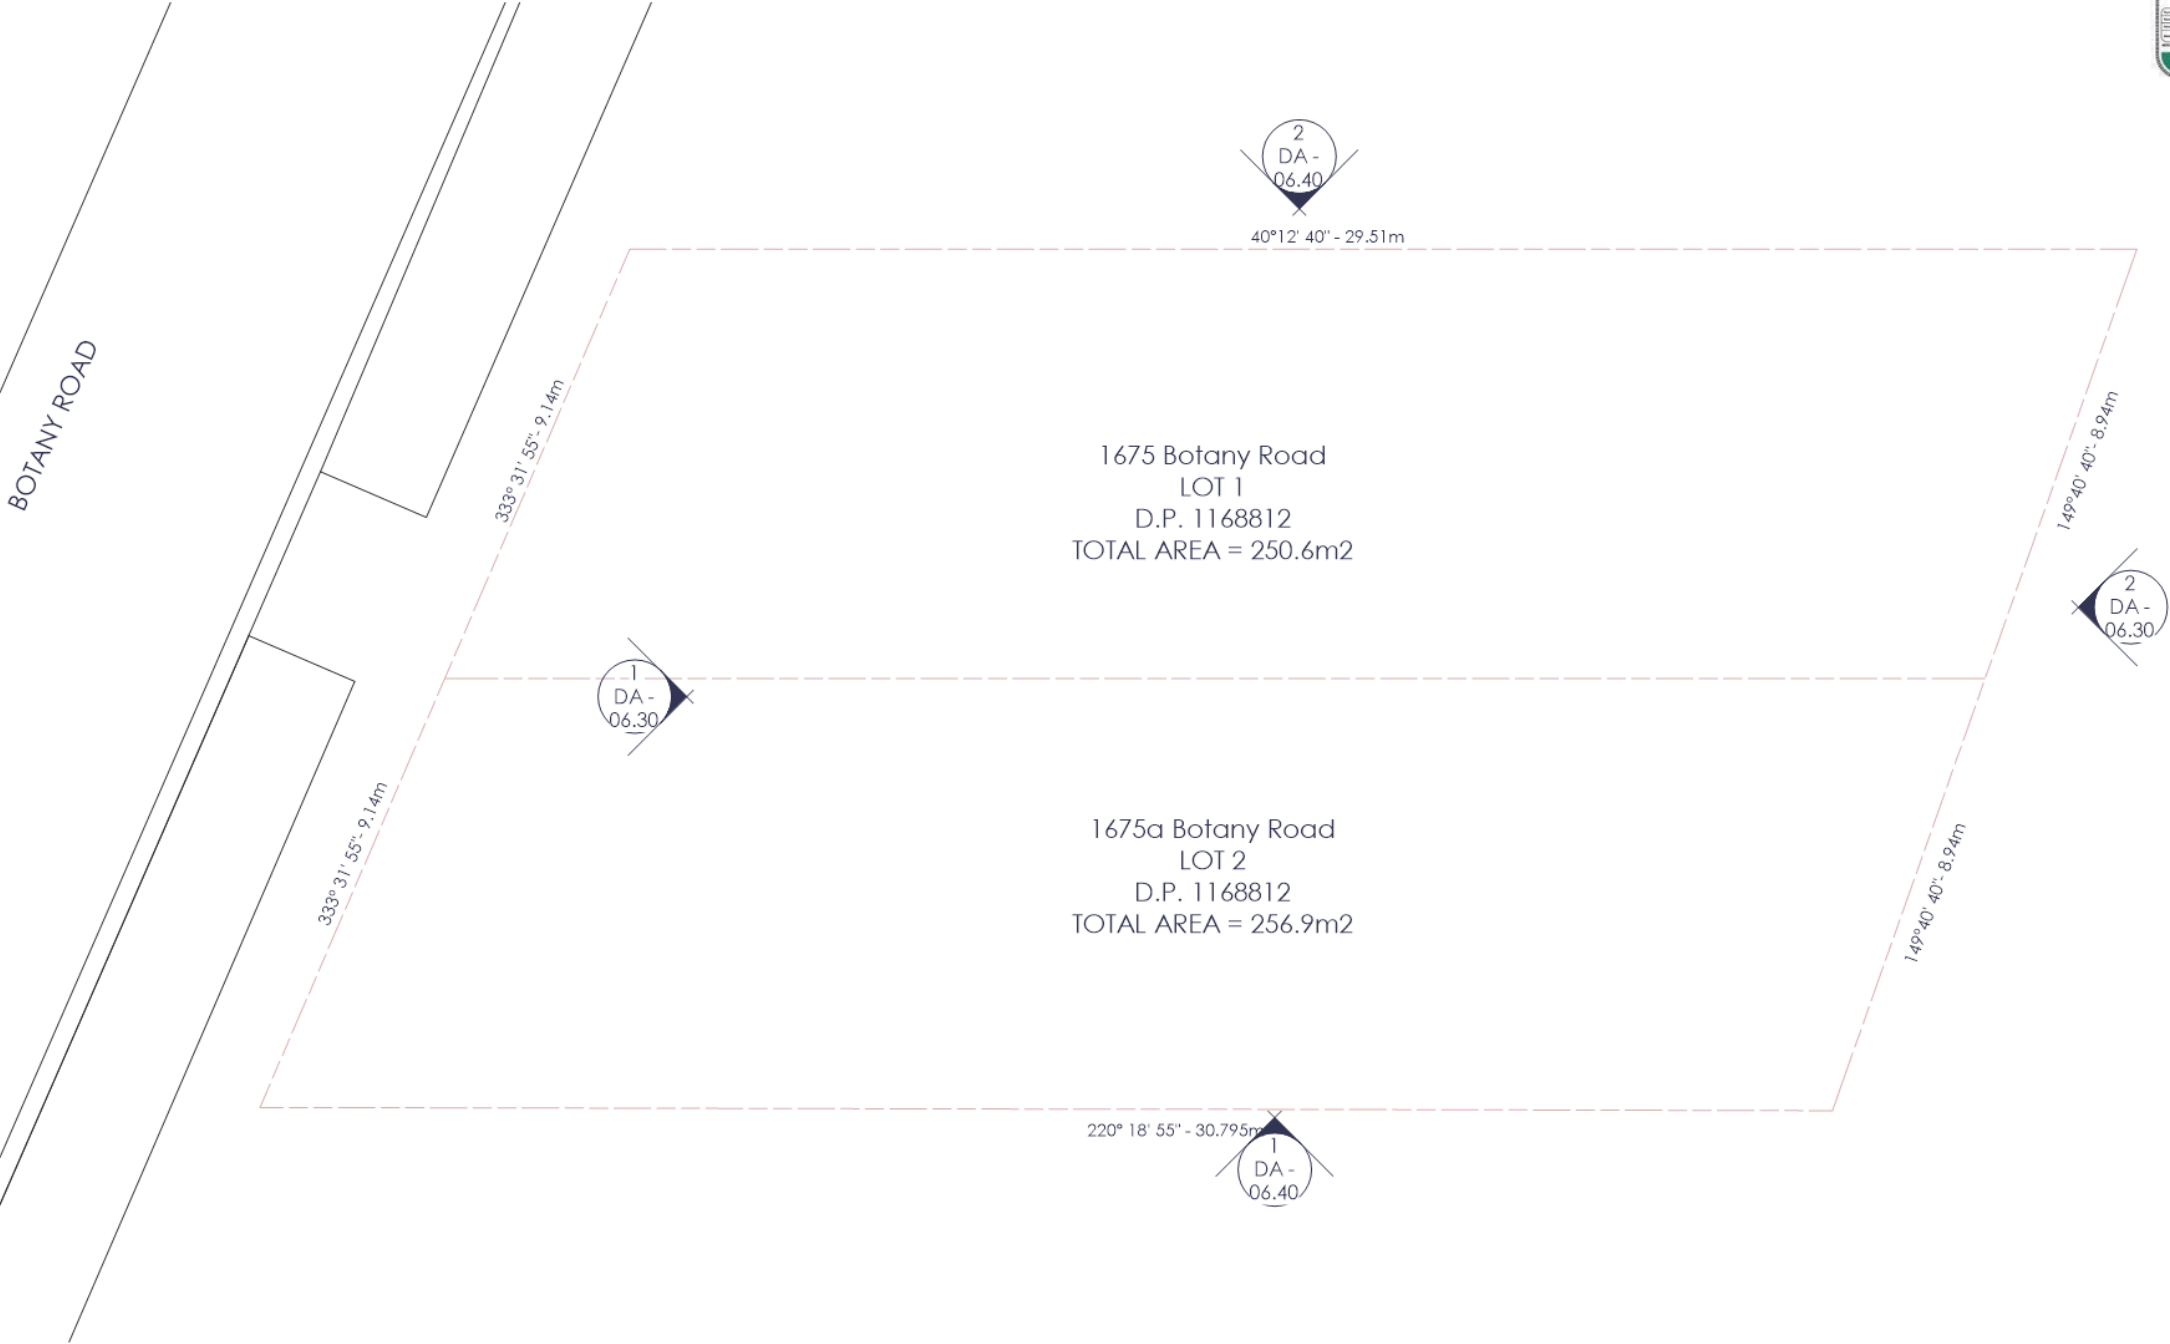 2
DA -
06.40
40°12' 40" - 29.51m
BOTANY ROAD
333° 31' 55"- 9.14m
149°40' 40"- 8.94m
1675 Botany Road
LOT 1
D.P. 1168812
TOTAL AREA = 250.6m2
2
DA -
06.30
1
DA -
06.30
333° 31' 55"- 9.14m
149°40' 40"- 8.94m
1675a Botany Road
LOT 2
D.P. 1168812
TOTAL AREA = 256.9m2
220° 18' 55" - 30.795m
1
DA -
06.40